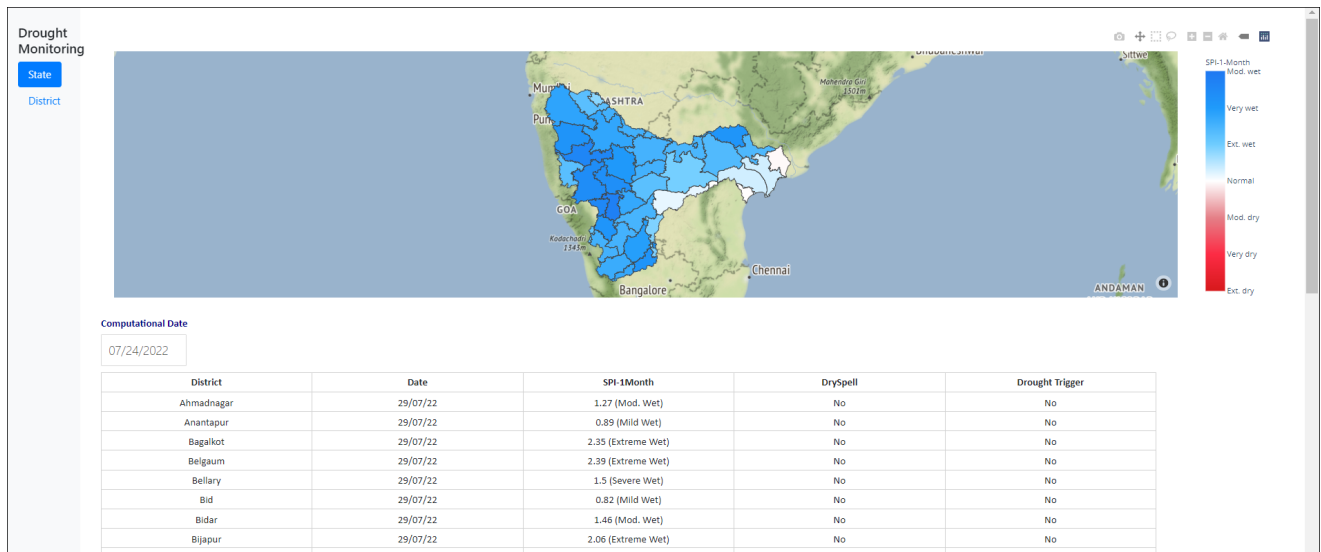 Drought
Monitoring
State
District
Sittwe
Mahendra Giri
1501m
SHTRA
GOA
Kodachadri
1343m
Chennai
Bangalore
ANDAMAN
SPI-1-Month
Mod. wet
Very wet
Ext. wet
Normal
Mod. dry
Very dry
Ext. dry
Computational Date
07/24/2022
District Date SPI-1Month DrySpell Drought Trigger
Ahmadnagar 29/07/22 1.27 (Mod. Wet) No No
Anantapur 29/07/22 0.89 (Mild Wet) No No
Bagalkot 29/07/22 2.35 (Extreme Wet) No No
Belgaum 29/07/22 2.39 (Extreme Wet) No No
Bellary 29/07/22 1.5 (Severe Wet) No No
Bid 29/07/22 0.82 (Mild Wet) No No
Bidar 29/07/22 1.46 (Mod. Wet) No No
Bijapur 29/07/22 2.06 (Extreme Wet) No No